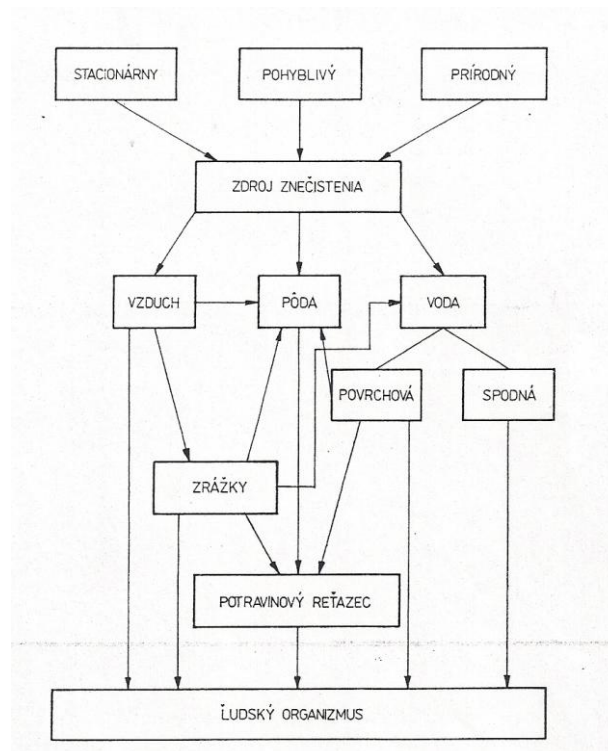 STACIONÁRNY
POHYBLIVÝ
PRÍRODNÝ
ZDROJ ZNEČISTENIA
VZDUCH
PÔDA
VODA
POVRCHOVÁ
SPODNÁ
ZRÁŽKY
POTRAVINOVÝ REŤAZEC
ĽUDSKÝ ORGANIZMUS